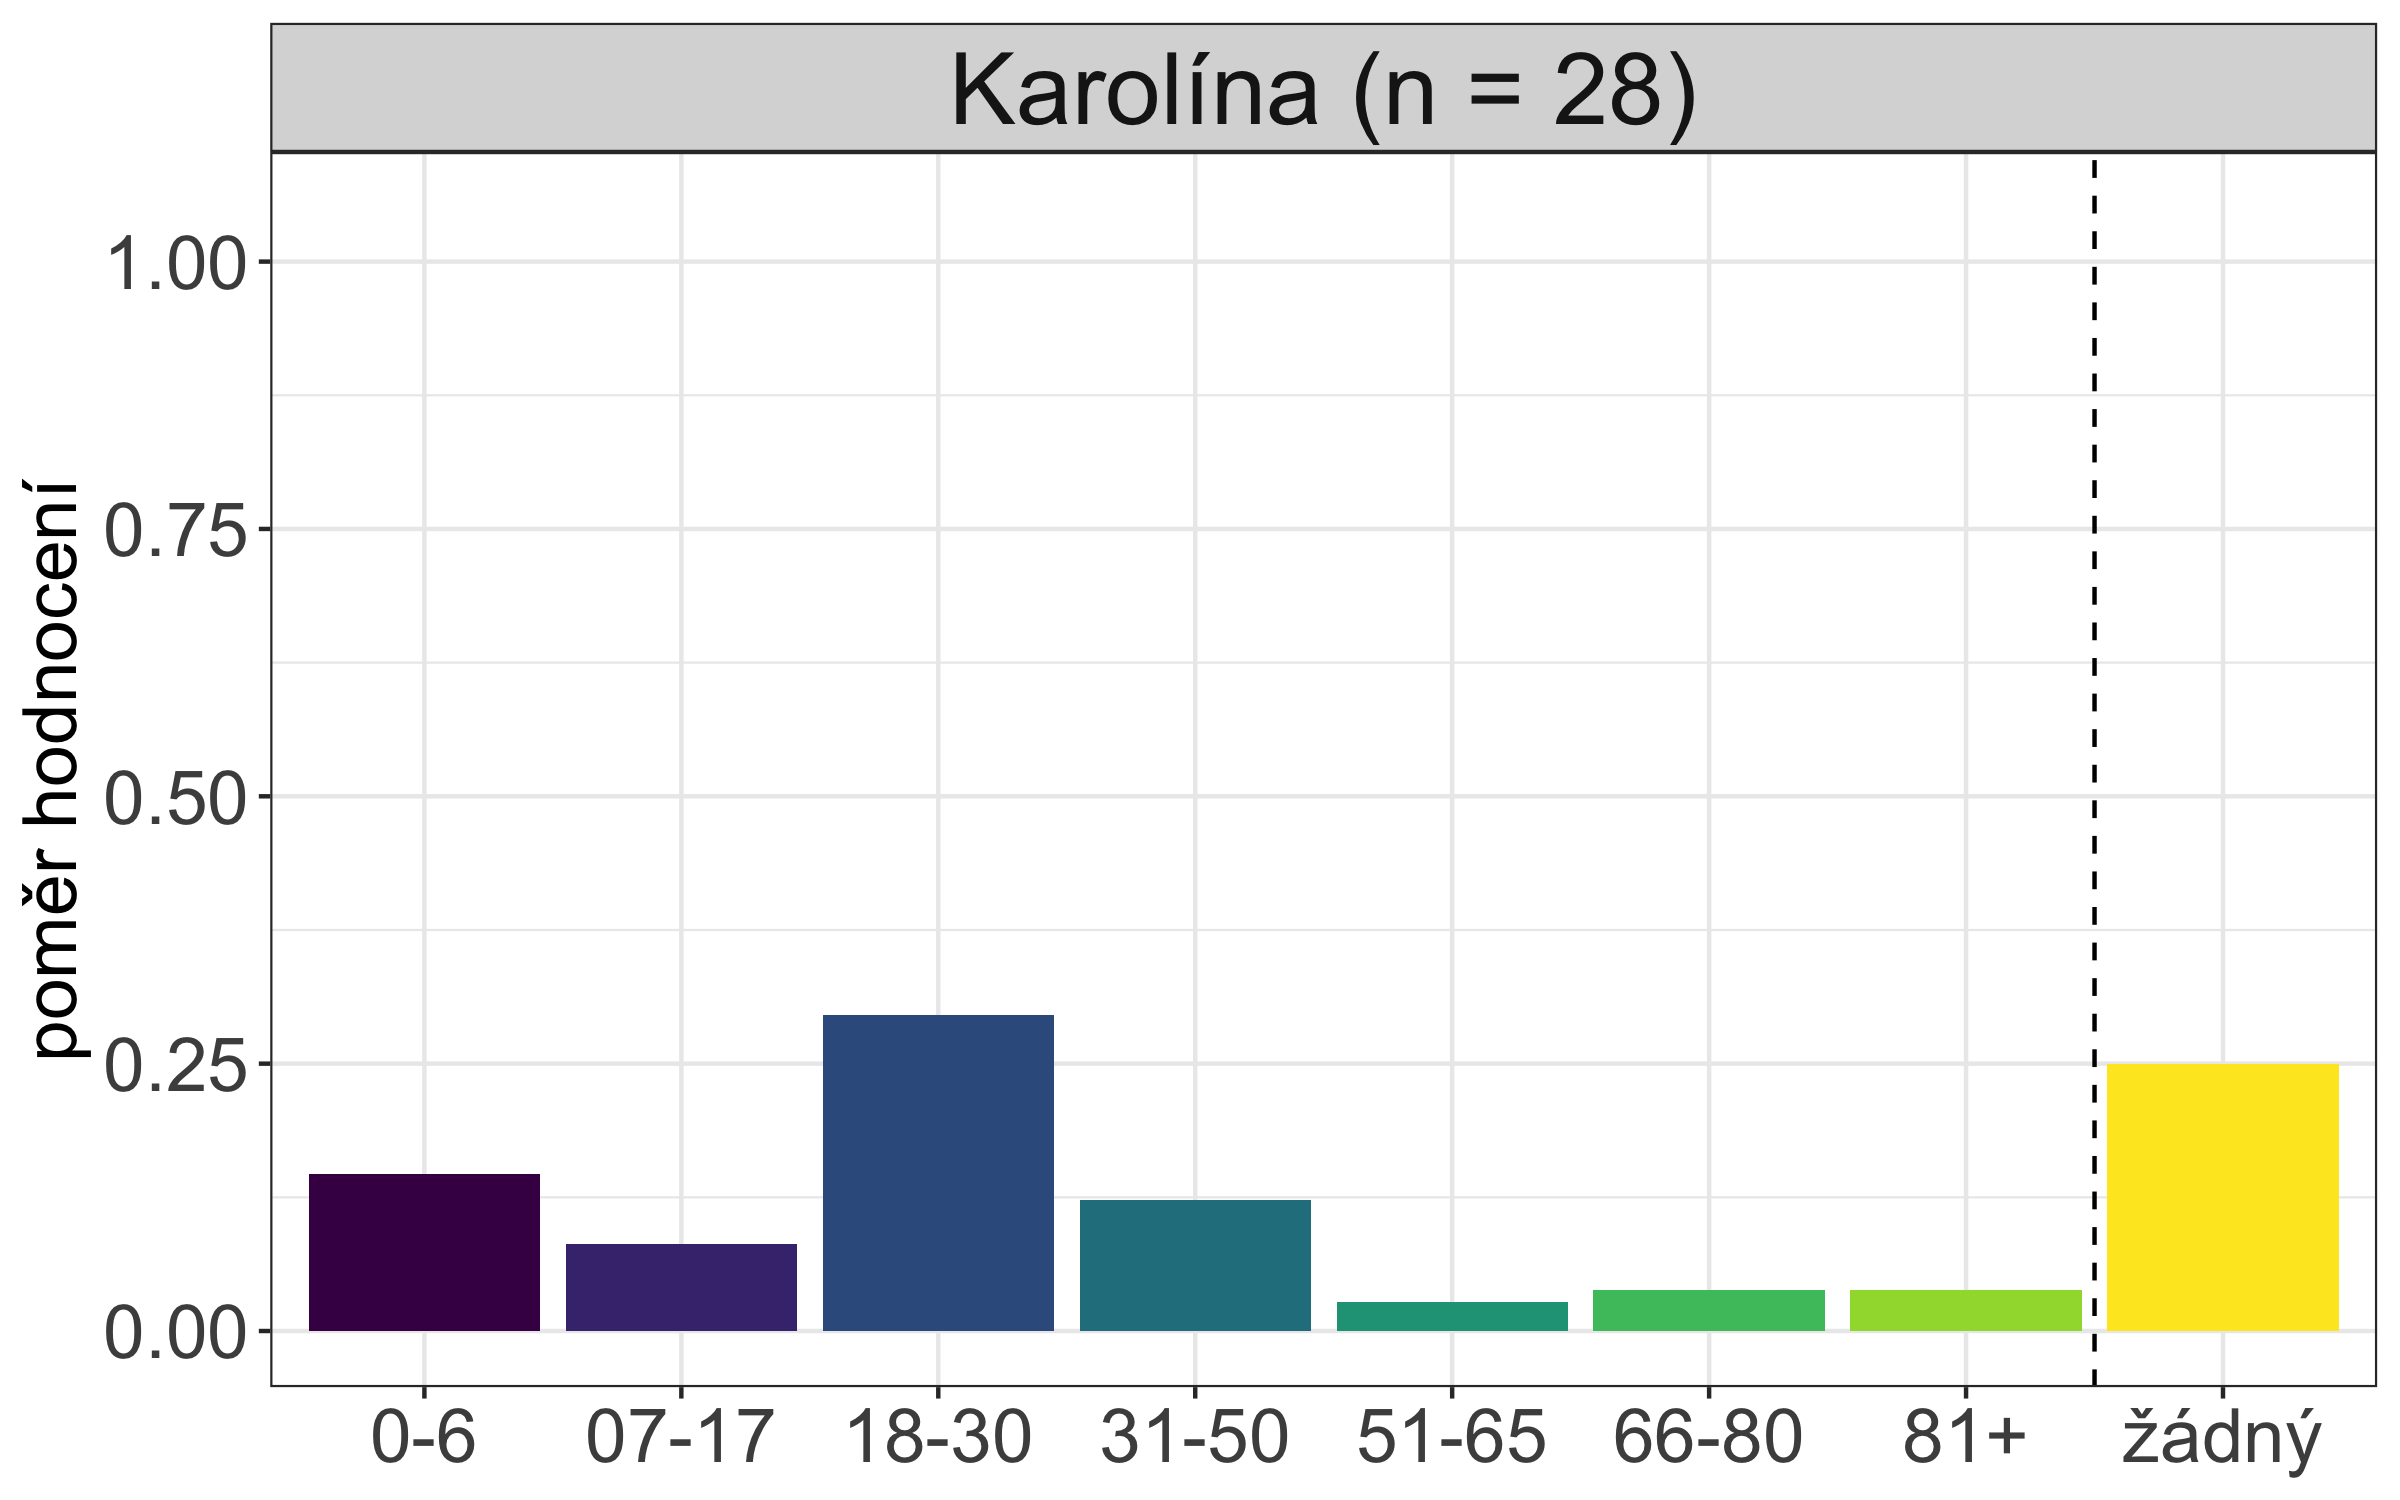 Karolína (n = 28)
poměr hodnocení
1.00
0.75
0.50
0.25
0.00
0-6 07-17 18-30 31-50 51-65 66-80 81+ žádný